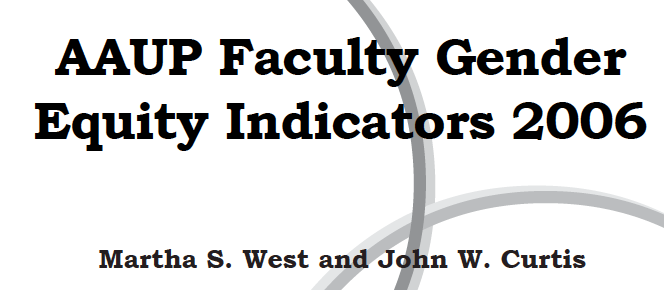 AAUP Faculty Gender
Equity Indicators 2006
Martha S. West and John W. Curtis